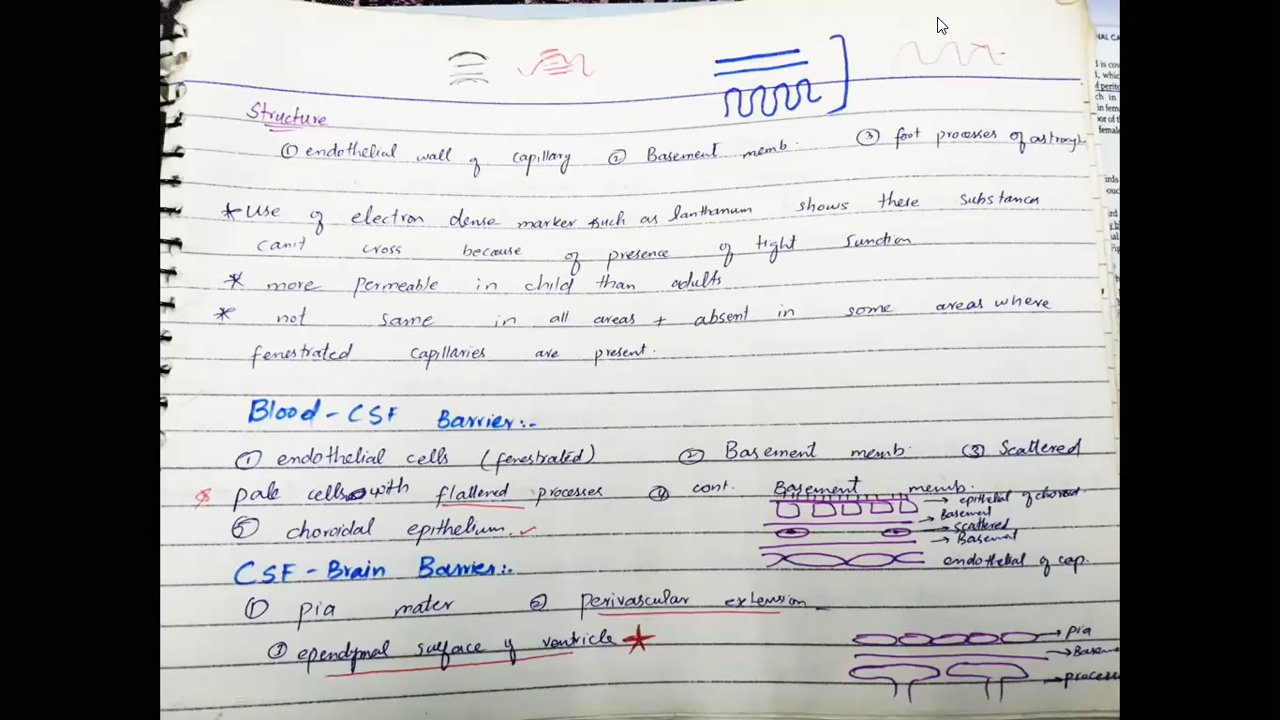 Structure
① endothelial wall of capillary ② Basement memb. ③ foot processes of astrocyt
* Use of electron dense marker such as lanthanum shows these substance
can't cross because of presence of tight Junction
* more permeable in child than adults
* not same in all areas + absent in some areas where
fenestrated capillaries are present.
Blood-CSF Barrier:-
① endothelial cells (fenestrated) ② Basement memb. ③ Scattered
pale cells with flattered processes ④ cont. Basement memb.
⑤ choroidal epithelium.
epithelial of choroid
Basement
scattered
Basemat
endothelial of cap.
CSF-Brain Barrier:-
① pia mater ② perivascular extension
③ ependymal surface of ventricle
pia
Basem
process